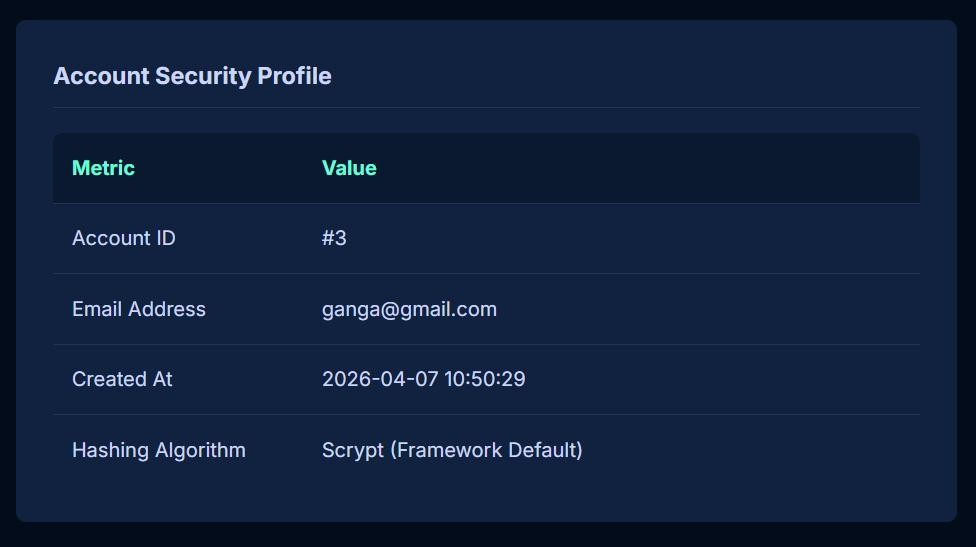 Account Security Profile
Metric Value
Account ID #3
Email Address ganga@gmail.com
Created At 2026-04-07 10:50:29
Hashing Algorithm Scrypt (Framework Default)